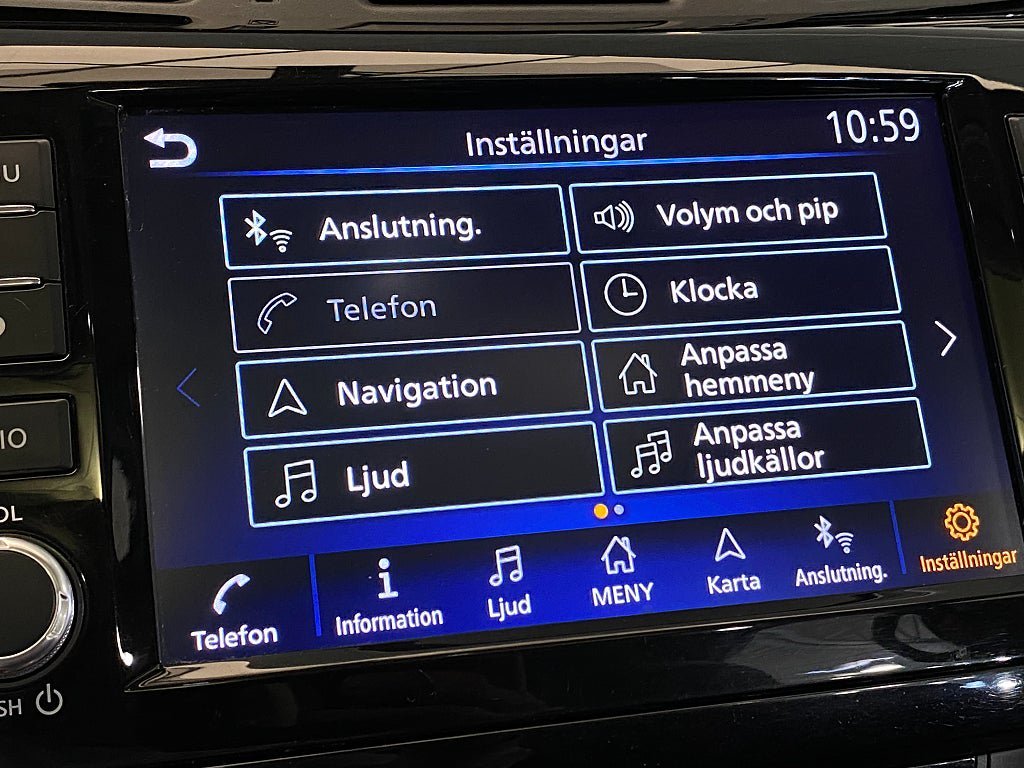 Inställningar
10:59
Anslutning.
Volym och pip
Telefon
Klocka
Navigation
Anpassa
hemmeny
Ljud
Anpassa
ljudkällor
Telefon
Information
Ljud
MENY
Karta
Anslutning.
Inställningar